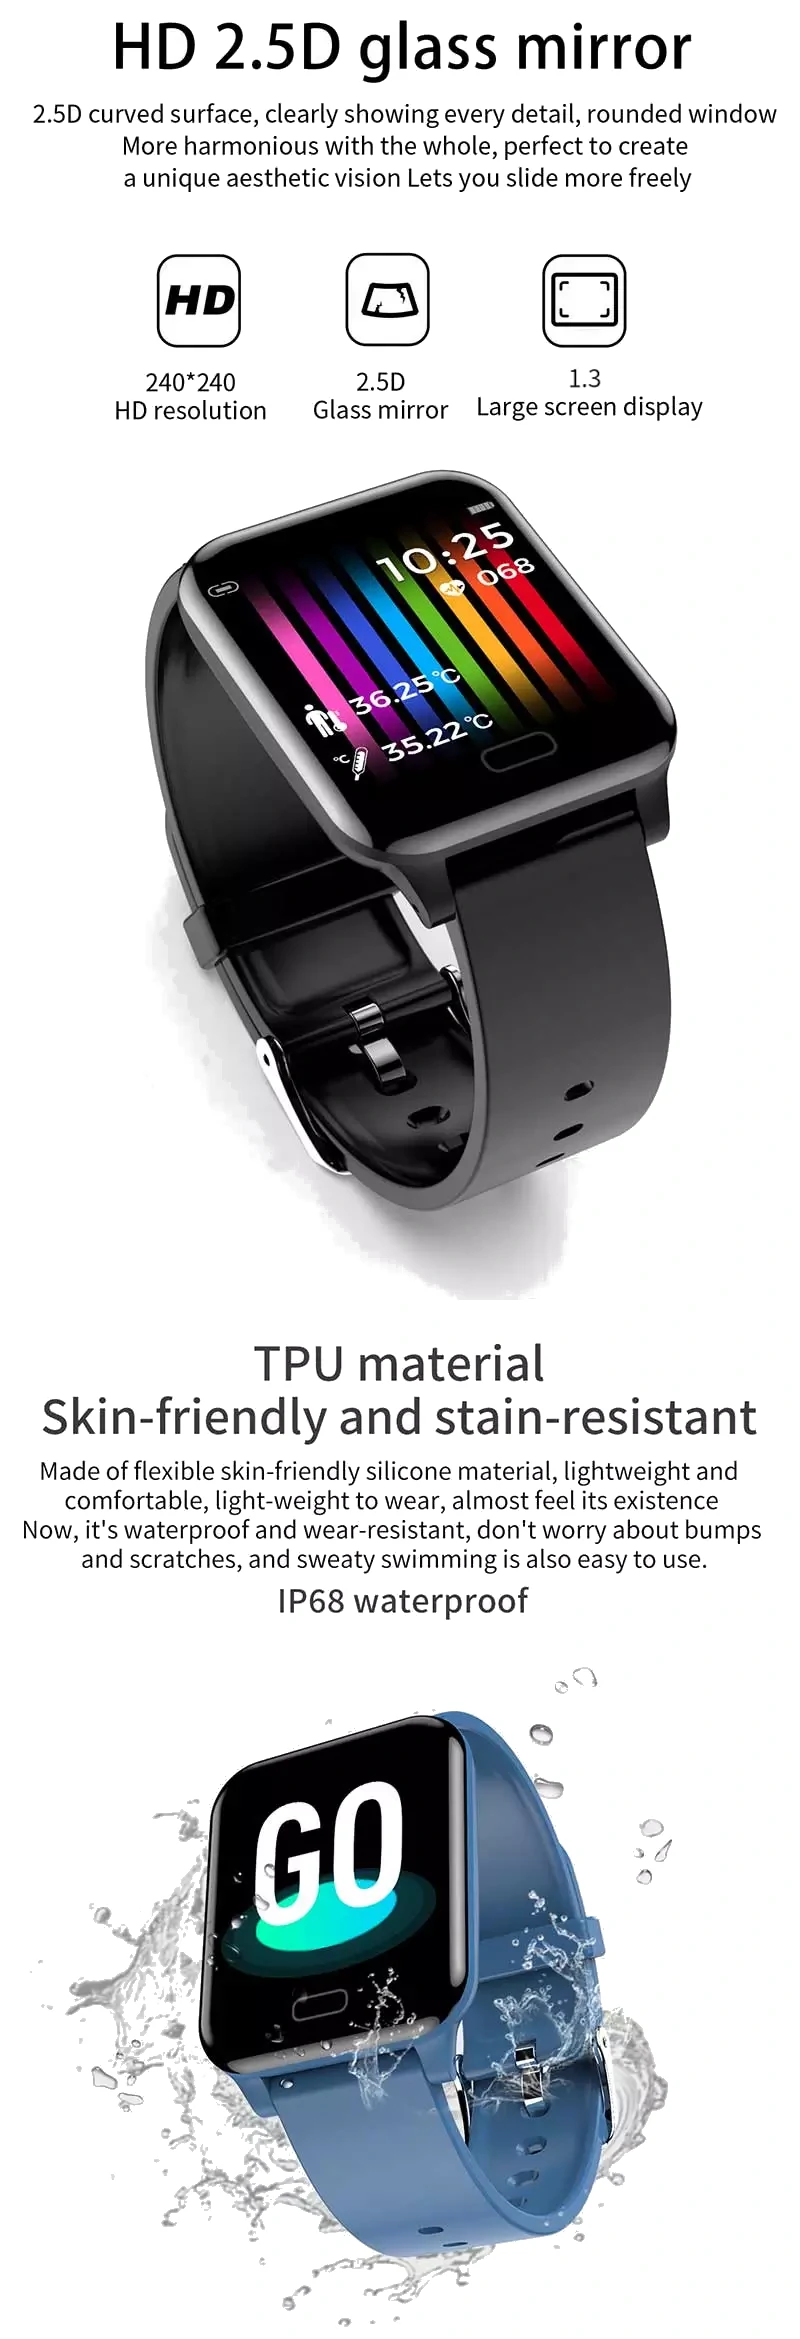 HD 2.5D glass mirror
2.5D curved surface, clearly showing every detail, rounded window
More harmonious with the whole, perfect to create
a unique aesthetic vision Lets you slide more freely
HD
240*240
HD resolution
2.5D
Glass mirror
1.3
Large screen display
10:25
068
36.25°C
°C 35.22°C
TPU material
Skin-friendly and stain-resistant
Made of flexible skin-friendly silicone material, lightweight and
comfortable, light-weight to wear, almost feel its existence
Now, it's waterproof and wear-resistant, don't worry about bumps
and scratches, and sweaty swimming is also easy to use.
IP68 waterproof
GO